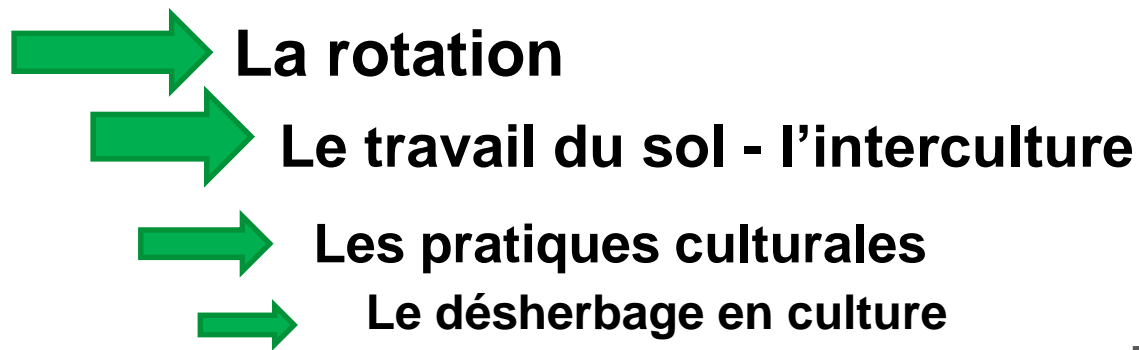 La rotation
Le travail du sol - l’interculture
Les pratiques culturales
Le désherbage en culture